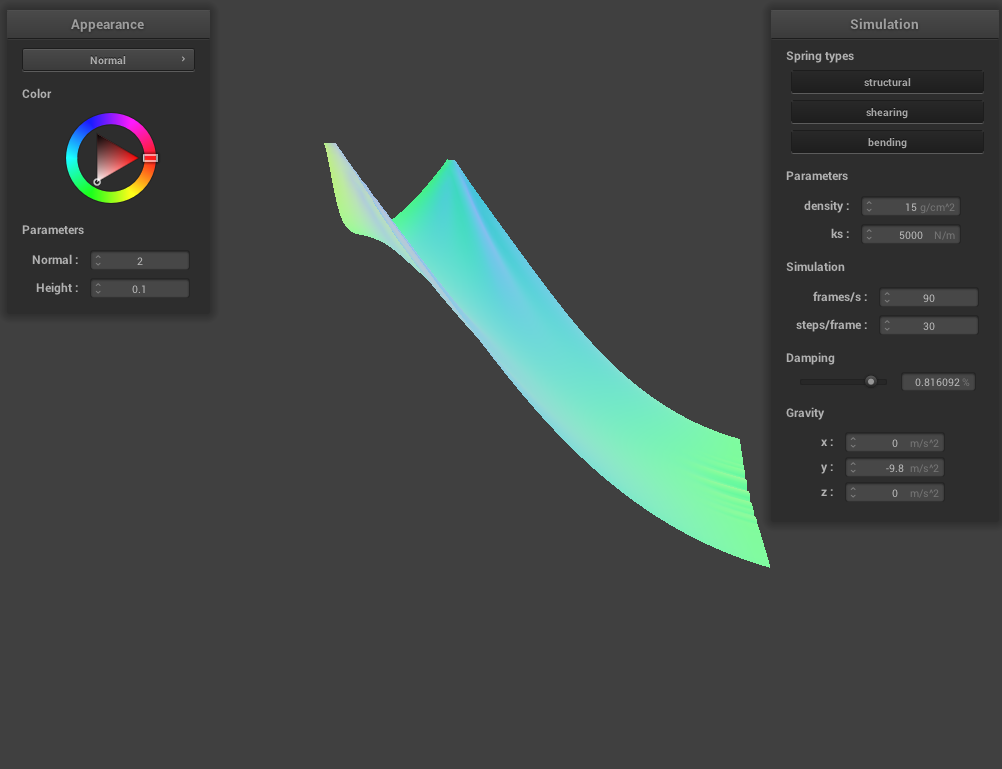 Appearance
Normal
Color
Parameters
Normal : 2
Height : 0.1
Simulation
Spring types
structural
shearing
bending
Parameters
density : 15 g/cm^2
ks : 5000 N/m
Simulation
frames/s : 90
steps/frame : 30
Damping
0.816092 %
Gravity
x : 0 m/s^2
y : -9.8 m/s^2
z : 0 m/s^2